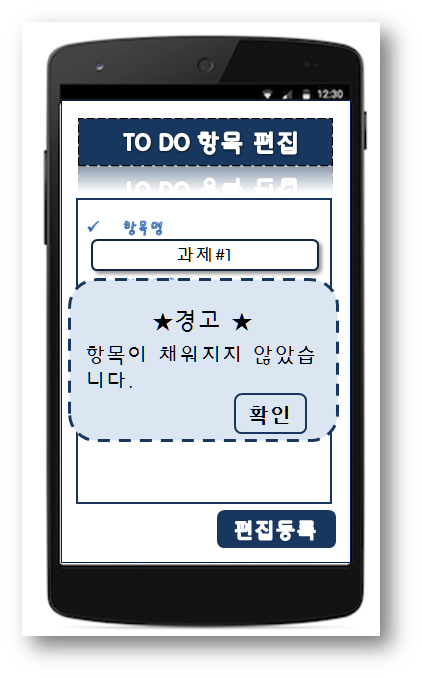 12:30
TO DO 항목 편집
✓ 항목명
과제#1
★경고 ★
항목이 채워지지 않았습
니다.
확인
편집등록